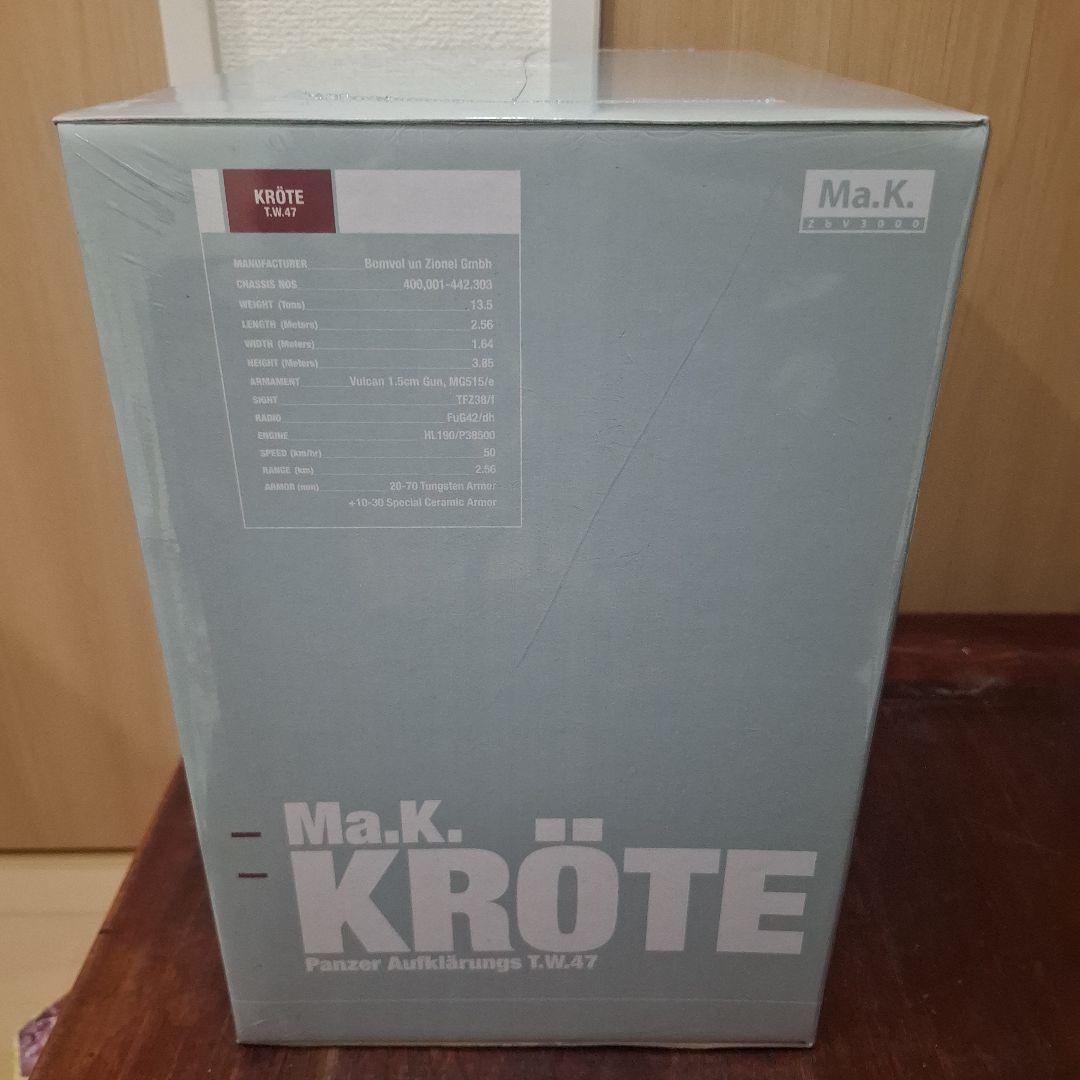 KRÖTE
T.W.47
Ma.K.
ZbV3000
MANUFACTURER Bomvol un Zionel Gmbh
CHASSIS NOS 400,001-442.303
WEIGHT (Tons) 13.5
LENGTH (Meters) 2.56
WIDTH (Meters) 1.64
HEIGHT (Meters) 3.85
ARMAMENT Vulcan 1.5cm Gun, MG515/e
SIGHT TFZ38/f
RADIO FuG42/dh
ENGINE HL190/P38500
SPEED (km/hr) 50
RANGE (km) 2.56
ARMOR (mm) 20-70 Tungsten Armor
+10-30 Special Ceramic Armor
Ma.K.
KRÖTE
Panzer Aufklärungs T.W.47